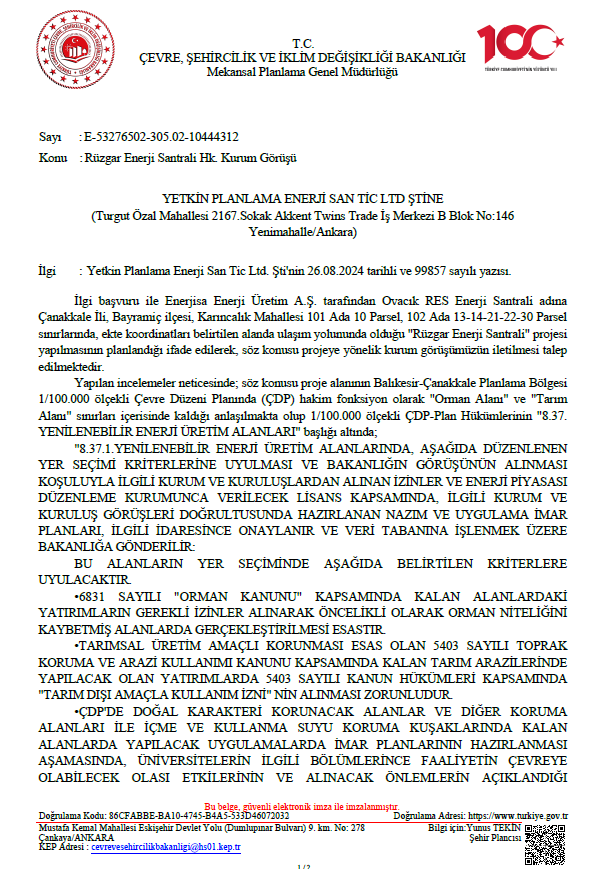 T.C.
ÇEVRE, ŞEHİRCİLİK VE İKLİM DEĞİŞİKLİĞİ BAKANLIĞI
Mekansal Planlama Genel Müdürlüğü
100
TÜRKİYE CUMHURİYETİ'NİN YÜZÜNCÜ YILI
Sayı : E-53276502-305.02-10444312
Konu : Rüzgar Enerji Santrali Hk. Kurum Görüşü
YETKİN PLANLAMA ENERJİ SAN TİC LTD ŞTİNE
(Turgut Özal Mahallesi 2167.Sokak Akkent Twins Trade İş Merkezi B Blok No:146
Yenimahalle/Ankara)
İlgi : Yetkin Planlama Enerji San Tic Ltd. Şti'nin 26.08.2024 tarihli ve 99857 sayılı yazısı.
İlgi başvuru ile Enerjisa Enerji Üretim A.Ş. tarafından Ovacık RES Enerji Santrali adına
Çanakkale İli, Bayramiç ilçesi, Karıncalık Mahallesi 101 Ada 10 Parsel, 102 Ada 13-14-21-22-30 Parsel
sınırlarında, ekte koordinatları belirtilen alanda ulaşım yolununda olduğu "Rüzgar Enerji Santrali" projesi
yapılmasının planlandığı ifade edilerek, söz konusu projeye yönelik kurum görüşümüzün iletilmesi talep
edilmektedir.
Yapılan incelemeler neticesinde; söz konusu proje alanının Balıkesir-Çanakkale Planlama Bölgesi
1/100.000 ölçekli Çevre Düzeni Planında (ÇDP) hakim fonksiyon olarak "Orman Alanı" ve "Tarım
Alanı" sınırları içerisinde kaldığı anlaşılmakta olup 1/100.000 ölçekli ÇDP-Plan Hükümlerinin "8.37.
YENİLENEBİLİR ENERJİ ÜRETİM ALANLARI" başlığı altında;
"8.37.1.YENİLENEBİLİR ENERJİ ÜRETİM ALANLARINDA, AŞAĞIDA DÜZENLENEN
YER SEÇİMİ KRİTERLERİNE UYULMASI VE BAKANLIĞIN GÖRÜŞÜNÜN ALINMASI
KOŞULUYLA İLGİLİ KURUM VE KURULUŞLARDAN ALINAN İZİNLER VE ENERJİ PİYASASI
DÜZENLEME KURUMUNCA VERİLECEK LİSANS KAPSAMINDA, İLGİLİ KURUM VE
KURULUŞ GÖRÜŞLERİ DOĞRULTUSUNDA HAZIRLANAN NAZIM VE UYGULAMA İMAR
PLANLARI, İLGİLİ İDARESİNCE ONAYLANIR VE VERİ TABANINA İŞLENMEK ÜZERE
BAKANLIĞA GÖNDERİLİR:
BU ALANLARIN YER SEÇİMİNDE AŞAĞIDA BELİRTİLEN KRİTERLERE
UYULACAKTIR.
•6831 SAYILI "ORMAN KANUNU" KAPSAMINDA KALAN ALANLARDAKİ
YATIRIMLARIN GEREKLİ İZİNLER ALINARAK ÖNCELİKLİ OLARAK ORMAN NİTELİĞİNİ
KAYBETMİŞ ALANLARDA GERÇEKLEŞTİRİLMESİ ESASTIR.
•TARIMSAL ÜRETİM AMAÇLI KORUNMASI ESAS OLAN 5403 SAYILI TOPRAK
KORUMA VE ARAZİ KULLANIMI KANUNU KAPSAMINDA KALAN TARIM ARAZİLERİNDE
YAPILACAK OLAN YATIRIMLARDA 5403 SAYILI KANUN HÜKÜMLERİ KAPSAMINDA
"TARIM DIŞI AMAÇLA KULLANIM İZNİ" NİN ALINMASI ZORUNLUDUR.
•ÇDP'DE DOĞAL KARAKTERİ KORUNACAK ALANLAR VE DİĞER KORUMA
ALANLARI İLE İÇME VE KULLANMA SUYU KORUMA KUŞAKLARINDA KALAN
ALANLARDA YAPILACAK UYGULAMALARDA İMAR PLANLARININ HAZIRLANMASI
AŞAMASINDA, ÜNİVERSİTELERİN İLGİLİ BÖLÜMLERİNCE FAALİYETİN ÇEVREYE
OLABİLECEK OLASI ETKİLERİNİN VE ALINACAK ÖNLEMLERİN AÇIKLANDIĞI
Bu belge, güvenli elektronik imza ile imzalanmıştır.
Doğrulama Kodu: 86CFABBE-BA10-4745-B4A5-533D46072032 Doğrulama Adresi: https://www.turkiye.gov.tr
Mustafa Kemal Mahallesi Eskişehir Devlet Yolu (Dumlupınar Bulvarı) 9. km. No: 278 Bilgi için:Yunus TEKİN
Çankaya/ANKARA Şehir Plancısı
KEP Adresi : cevrevesehircilikbakanligi@hs01.kep.tr
1 / 2